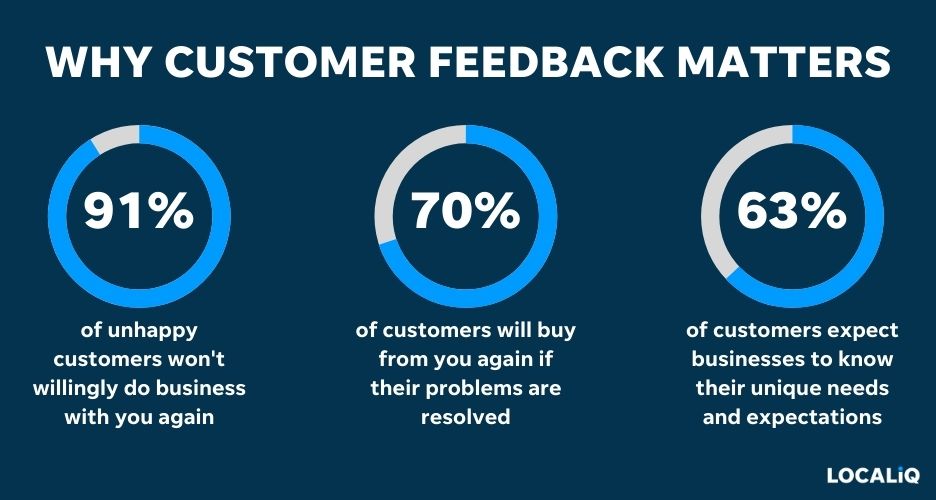 WHY CUSTOMER FEEDBACK MATTERS
91%
of unhappy
customers won't
willingly do business
with you again
70%
of customers will buy
from you again if
their problems are
resolved
63%
of customers expect
businesses to know
their unique needs
and expectations
LOCALiQ